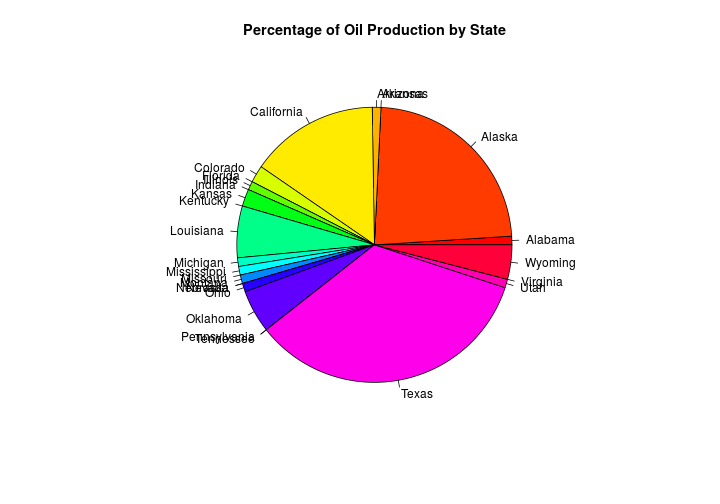 Percentage of Oil Production by State
Arizona
Arkansas
California
Alaska
Colorado
Florida
Illinois
Indiana
Kansas
Kentucky
Louisiana
Alabama
Wyoming
Michigan
Mississippi
Missouri
Montana
Nevada
Ohio
Virginia
Utah
Oklahoma
Pennsylvania
Tennessee
Texas